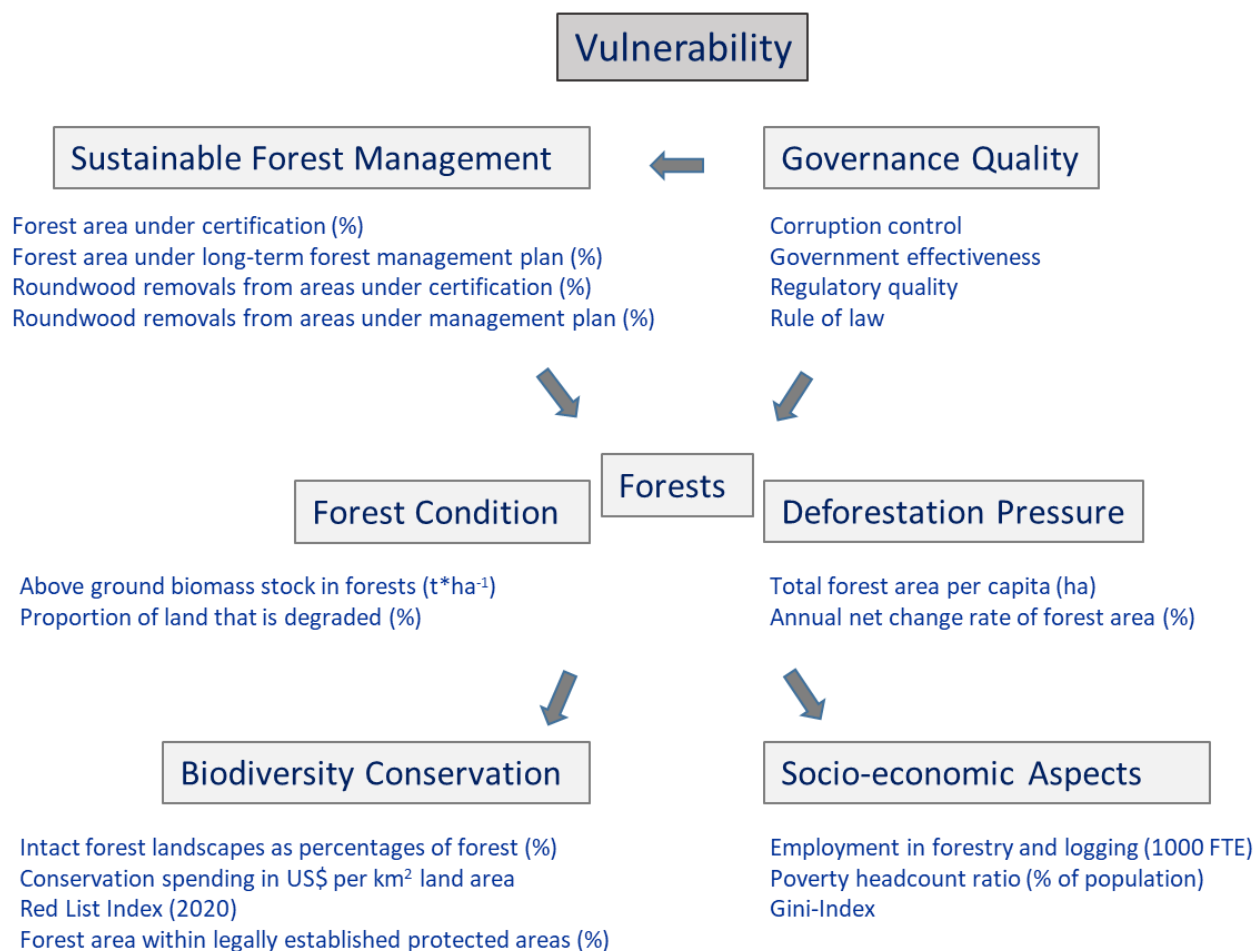 Vulnerability
Sustainable Forest Management
Governance Quality
Forest area under certification (%)
Forest area under long-term forest management plan (%)
Roundwood removals from areas under certification (%)
Roundwood removals from areas under management plan (%)
Corruption control
Government effectiveness
Regulatory quality
Rule of law
Forests
Forest Condition
Deforestation Pressure
Above ground biomass stock in forests (t*ha⁻¹)
Proportion of land that is degraded (%)
Total forest area per capita (ha)
Annual net change rate of forest area (%)
Biodiversity Conservation
Socio-economic Aspects
Intact forest landscapes as percentages of forest (%)
Conservation spending in US$ per km² land area
Red List Index (2020)
Forest area within legally established protected areas (%)
Employment in forestry and logging (1000 FTE)
Poverty headcount ratio (% of population)
Gini-Index